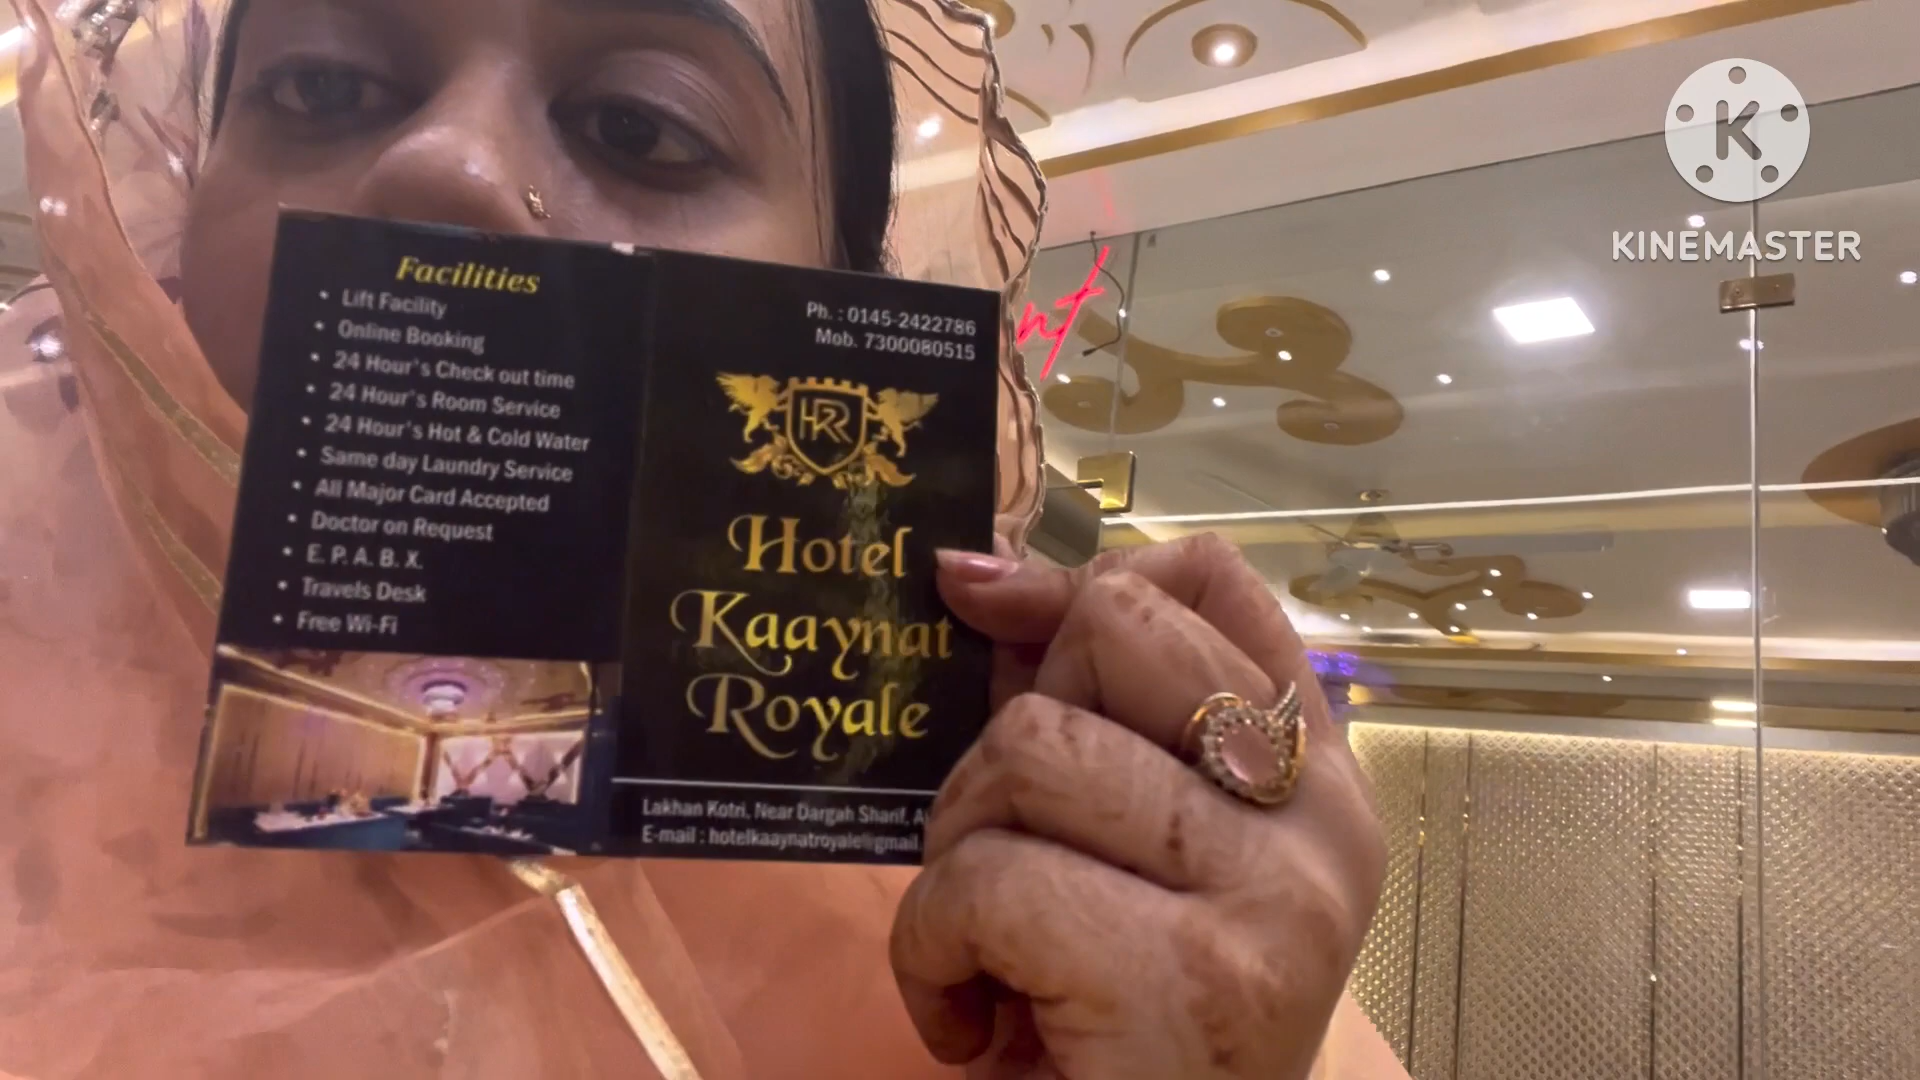 KINEMASTER
Facilities
• Lift Facility
• Online Booking
• 24 Hour's Check out time
• 24 Hour's Room Service
• 24 Hour's Hot & Cold Water
• Same day Laundry Service
• All Major Card Accepted
• Doctor on Request
• E. P. A. B. X.
• Travels Desk
• Free Wi-Fi
Ph. : 0145-2422786
Mob. 7300080515
HKR
Hotel
Kaaynat
Royale
Lakhan Kotri, Near Dargah Sharif,
E-mail : hotelkaaynatroyale@gmail.
nt